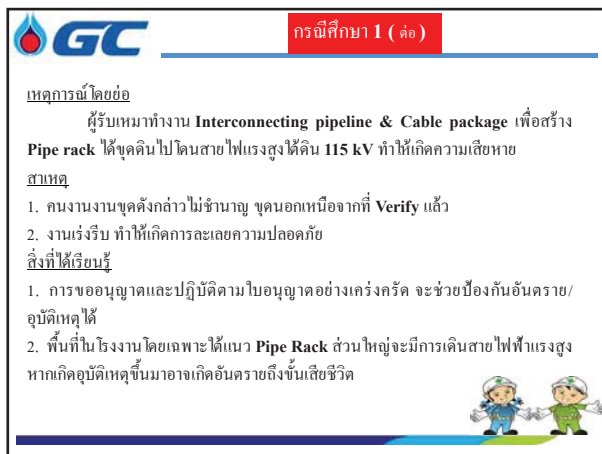 GC
กรณีศึกษา 1 ( ต่อ )
เหตุการณ์โดยย่อ
ผู้รับเหมาทำงาน Interconnecting pipeline & Cable package เพื่อสร้าง
Pipe rack ได้ขุดดินไปโดนสายไฟแรงสูงใต้ดิน 115 kV ทำให้เกิดความเสียหาย
สาเหตุ
1. คนงานงานขุดดังกล่าวไม่ชำนาญ ขุดนอกเหนือจากที่ Verify แล้ว
2. งานเร่งรีบ ทำให้เกิดการละเลยความปลอดภัย
สิ่งที่ได้เรียนรู้
1. การขออนุญาตและปฏิบัติตามใบอนุญาตอย่างเคร่งครัด จะช่วยป้องกันอันตราย/
อุบัติเหตุได้
2. พื้นที่ในโรงงานโดยเฉพาะใต้แนว Pipe Rack ส่วนใหญ่จะมีการเดินสายไฟฟ้าแรงสูง
หากเกิดอุบัติเหตุขึ้นมาอาจเกิดอันตรายถึงขั้นเสียชีวิต